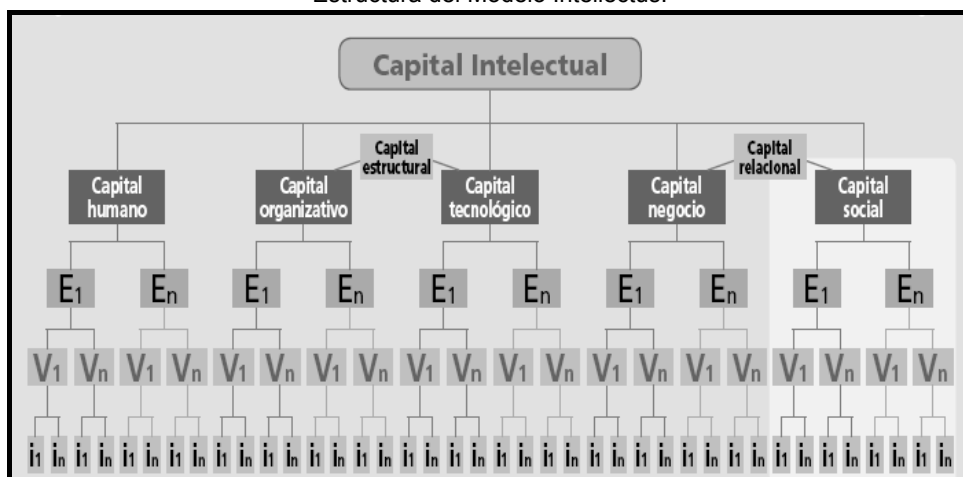 Estructura del Modelo Intellectus.
Capital Intelectual
Capital
estructural
Capital
relacional
Capital
humano
Capital
organizativo
Capital
tecnológico
Capital
negocio
Capital
social
E1 En E1 En E1 En E1 En E1 En
V1 Vn V1 Vn V1 Vn V1 Vn V1 Vn V1 Vn V1 Vn V1 Vn V1 Vn V1 Vn
i1 in i1 in i1 in i1 in i1 in i1 in i1 in i1 in i1 in i1 in i1 in i1 in i1 in i1 in i1 in i1 in i1 in i1 in i1 in i1 in